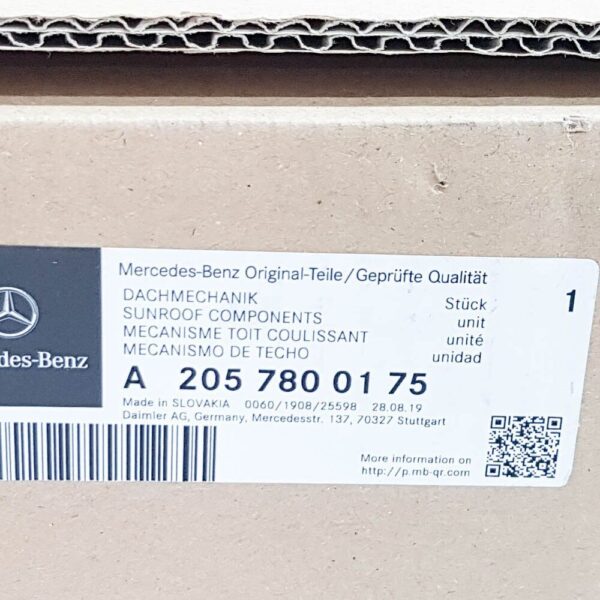 Mercedes-Benz Original-Teile/Geprüfte Qualität
DACHMECHANIK Stück 1
SUNROOF COMPONENTS unit
MECANISME TOIT COULISSANT unité
MECANISMO DE TECHO unidad
des-Benz
A 205 780 01 75
Made in SLOVAKIA 0060/1908/25598 28.08.19
Daimler AG, Germany, Mercedesstr. 137, 70327 Stuttgart
More information on
http://p.mb-qr.com